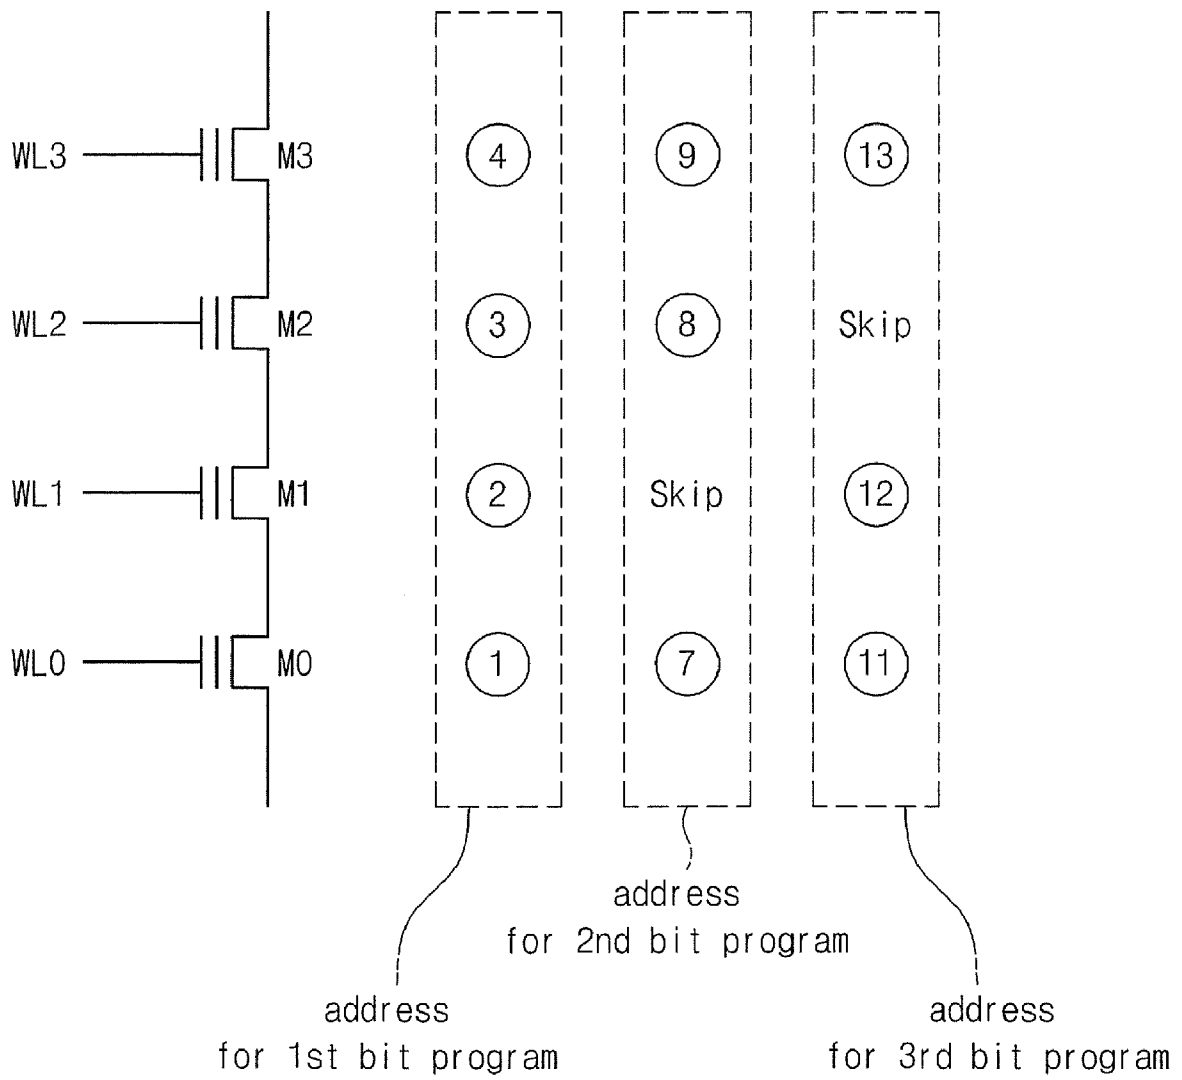 WL3 M3 4 9 13
WL2 M2 3 8 Skip
WL1 M1 2 Skip 12
WL0 M0 1 7 11
address
for 2nd bit program
address
for 1st bit program
address
for 3rd bit program